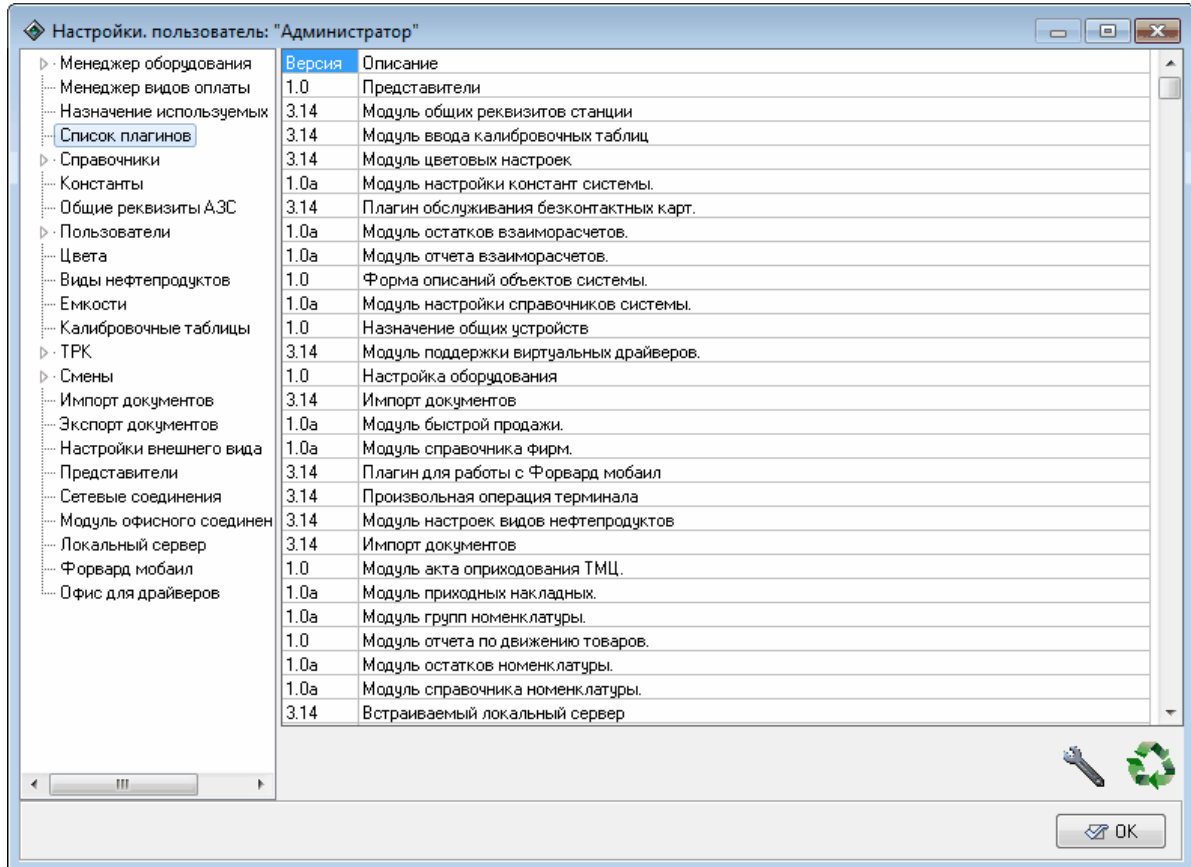 Настройки. пользователь: "Администратор"
Менеджер оборудования
Менеджер видов оплаты
Назначение используемых
Список плагинов
Справочники
Константы
Общие реквизиты АЗС
Пользователи
Цвета
Виды нефтепродуктов
Емкости
Калибровочные таблицы
ТРК
Смены
Импорт документов
Экспорт документов
Настройки внешнего вида
Представители
Сетевые соединения
Модуль офисного соединен
Локальный сервер
Форвард мобаил
Офис для драйверов
Версия Описание
1.0 Представители
3.14 Модуль общих реквизитов станции
3.14 Модуль ввода калибровочных таблиц
3.14 Модуль цветовых настроек
1.0a Модуль настройки констант системы.
3.14 Плагин обслуживания безконтактных карт.
1.0a Модуль остатков взаиморасчетов.
1.0a Модуль отчета взаиморасчетов.
1.0 Форма описаний объектов системы.
1.0a Модуль настройки справочников системы.
1.0 Назначение общих устройств
3.14 Модуль поддержки виртуальных драйверов.
1.0 Настройка оборудования
3.14 Импорт документов
1.0a Модуль быстрой продажи.
1.0a Модуль справочника фирм.
3.14 Плагин для работы с Форвард мобаил
3.14 Произвольная операция терминала
3.14 Модуль настроек видов нефтепродуктов
3.14 Импорт документов
1.0 Модуль акта оприходования ТМЦ.
1.0a Модуль приходных накладных.
1.0a Модуль групп номенклатуры.
1.0 Модуль отчета по движению товаров.
1.0a Модуль остатков номенклатуры.
1.0a Модуль справочника номенклатуры.
3.14 Встраиваемый локальный сервер
OK